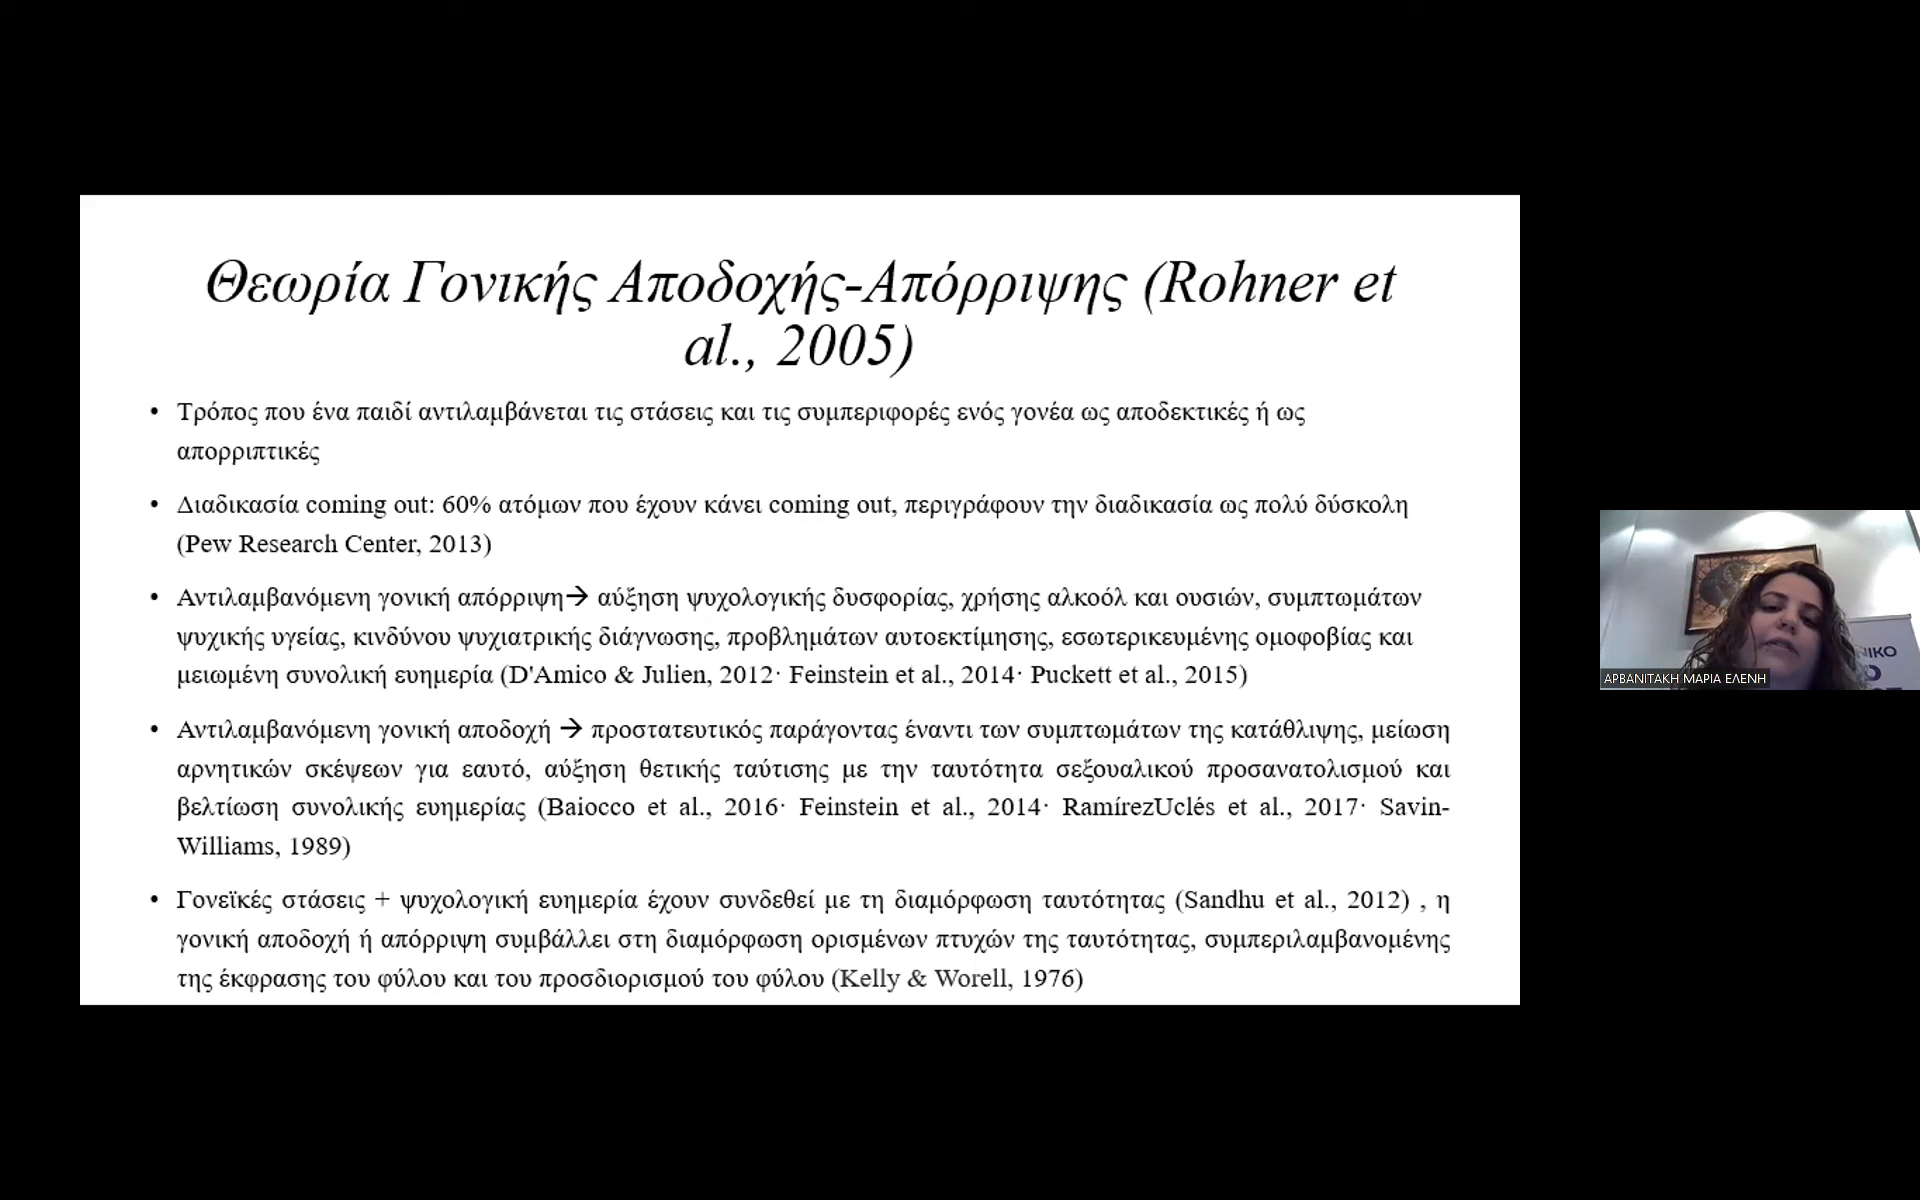 Θεωρία Γονικής Αποδοχής-Απόρριψης (Rohner et
al., 2005)
• Τρόπος που ένα παιδί αντιλαμβάνεται τις στάσεις και τις συμπεριφορές ενός γονέα ως αποδεκτικές ή ως
απορριπτικές
• Διαδικασία coming out: 60% ατόμων που έχουν κάνει coming out, περιγράφουν την διαδικασία ως πολύ δύσκολη
(Pew Research Center, 2013)
• Αντιλαμβανόμενη γονική απόρριψη→ αύξηση ψυχολογικής δυσφορίας, χρήσης αλκοόλ και ουσιών, συμπτωμάτων
ψυχικής υγείας, κινδύνου ψυχιατρικής διάγνωσης, προβλημάτων αυτοεκτίμησης, εσωτερικευμένης ομοφοβίας και
μειωμένη συνολική ευημερία (D'Amico & Julien, 2012· Feinstein et al., 2014· Puckett et al., 2015)
• Αντιλαμβανόμενη γονική αποδοχή → προστατευτικός παράγοντας έναντι των συμπτωμάτων της κατάθλιψης, μείωση
αρνητικών σκέψεων για εαυτό, αύξηση θετικής ταύτισης με την ταυτότητα σεξουαλικού προσανατολισμού και
βελτίωση συνολικής ευημερίας (Baiocco et al., 2016· Feinstein et al., 2014· RamírezUclés et al., 2017· Savin-
Williams, 1989)
• Γονεϊκές στάσεις + ψυχολογική ευημερία έχουν συνδεθεί με τη διαμόρφωση ταυτότητας (Sandhu et al., 2012) , η
γονική αποδοχή ή απόρριψη συμβάλλει στη διαμόρφωση ορισμένων πτυχών της ταυτότητας, συμπεριλαμβανομένης
της έκφρασης του φύλου και του προσδιορισμού του φύλου (Kelly & Worell, 1976)
ΑΡΒΑΝΙΤΑΚΗ ΜΑΡΙΑ ΕΛΕΝΗ